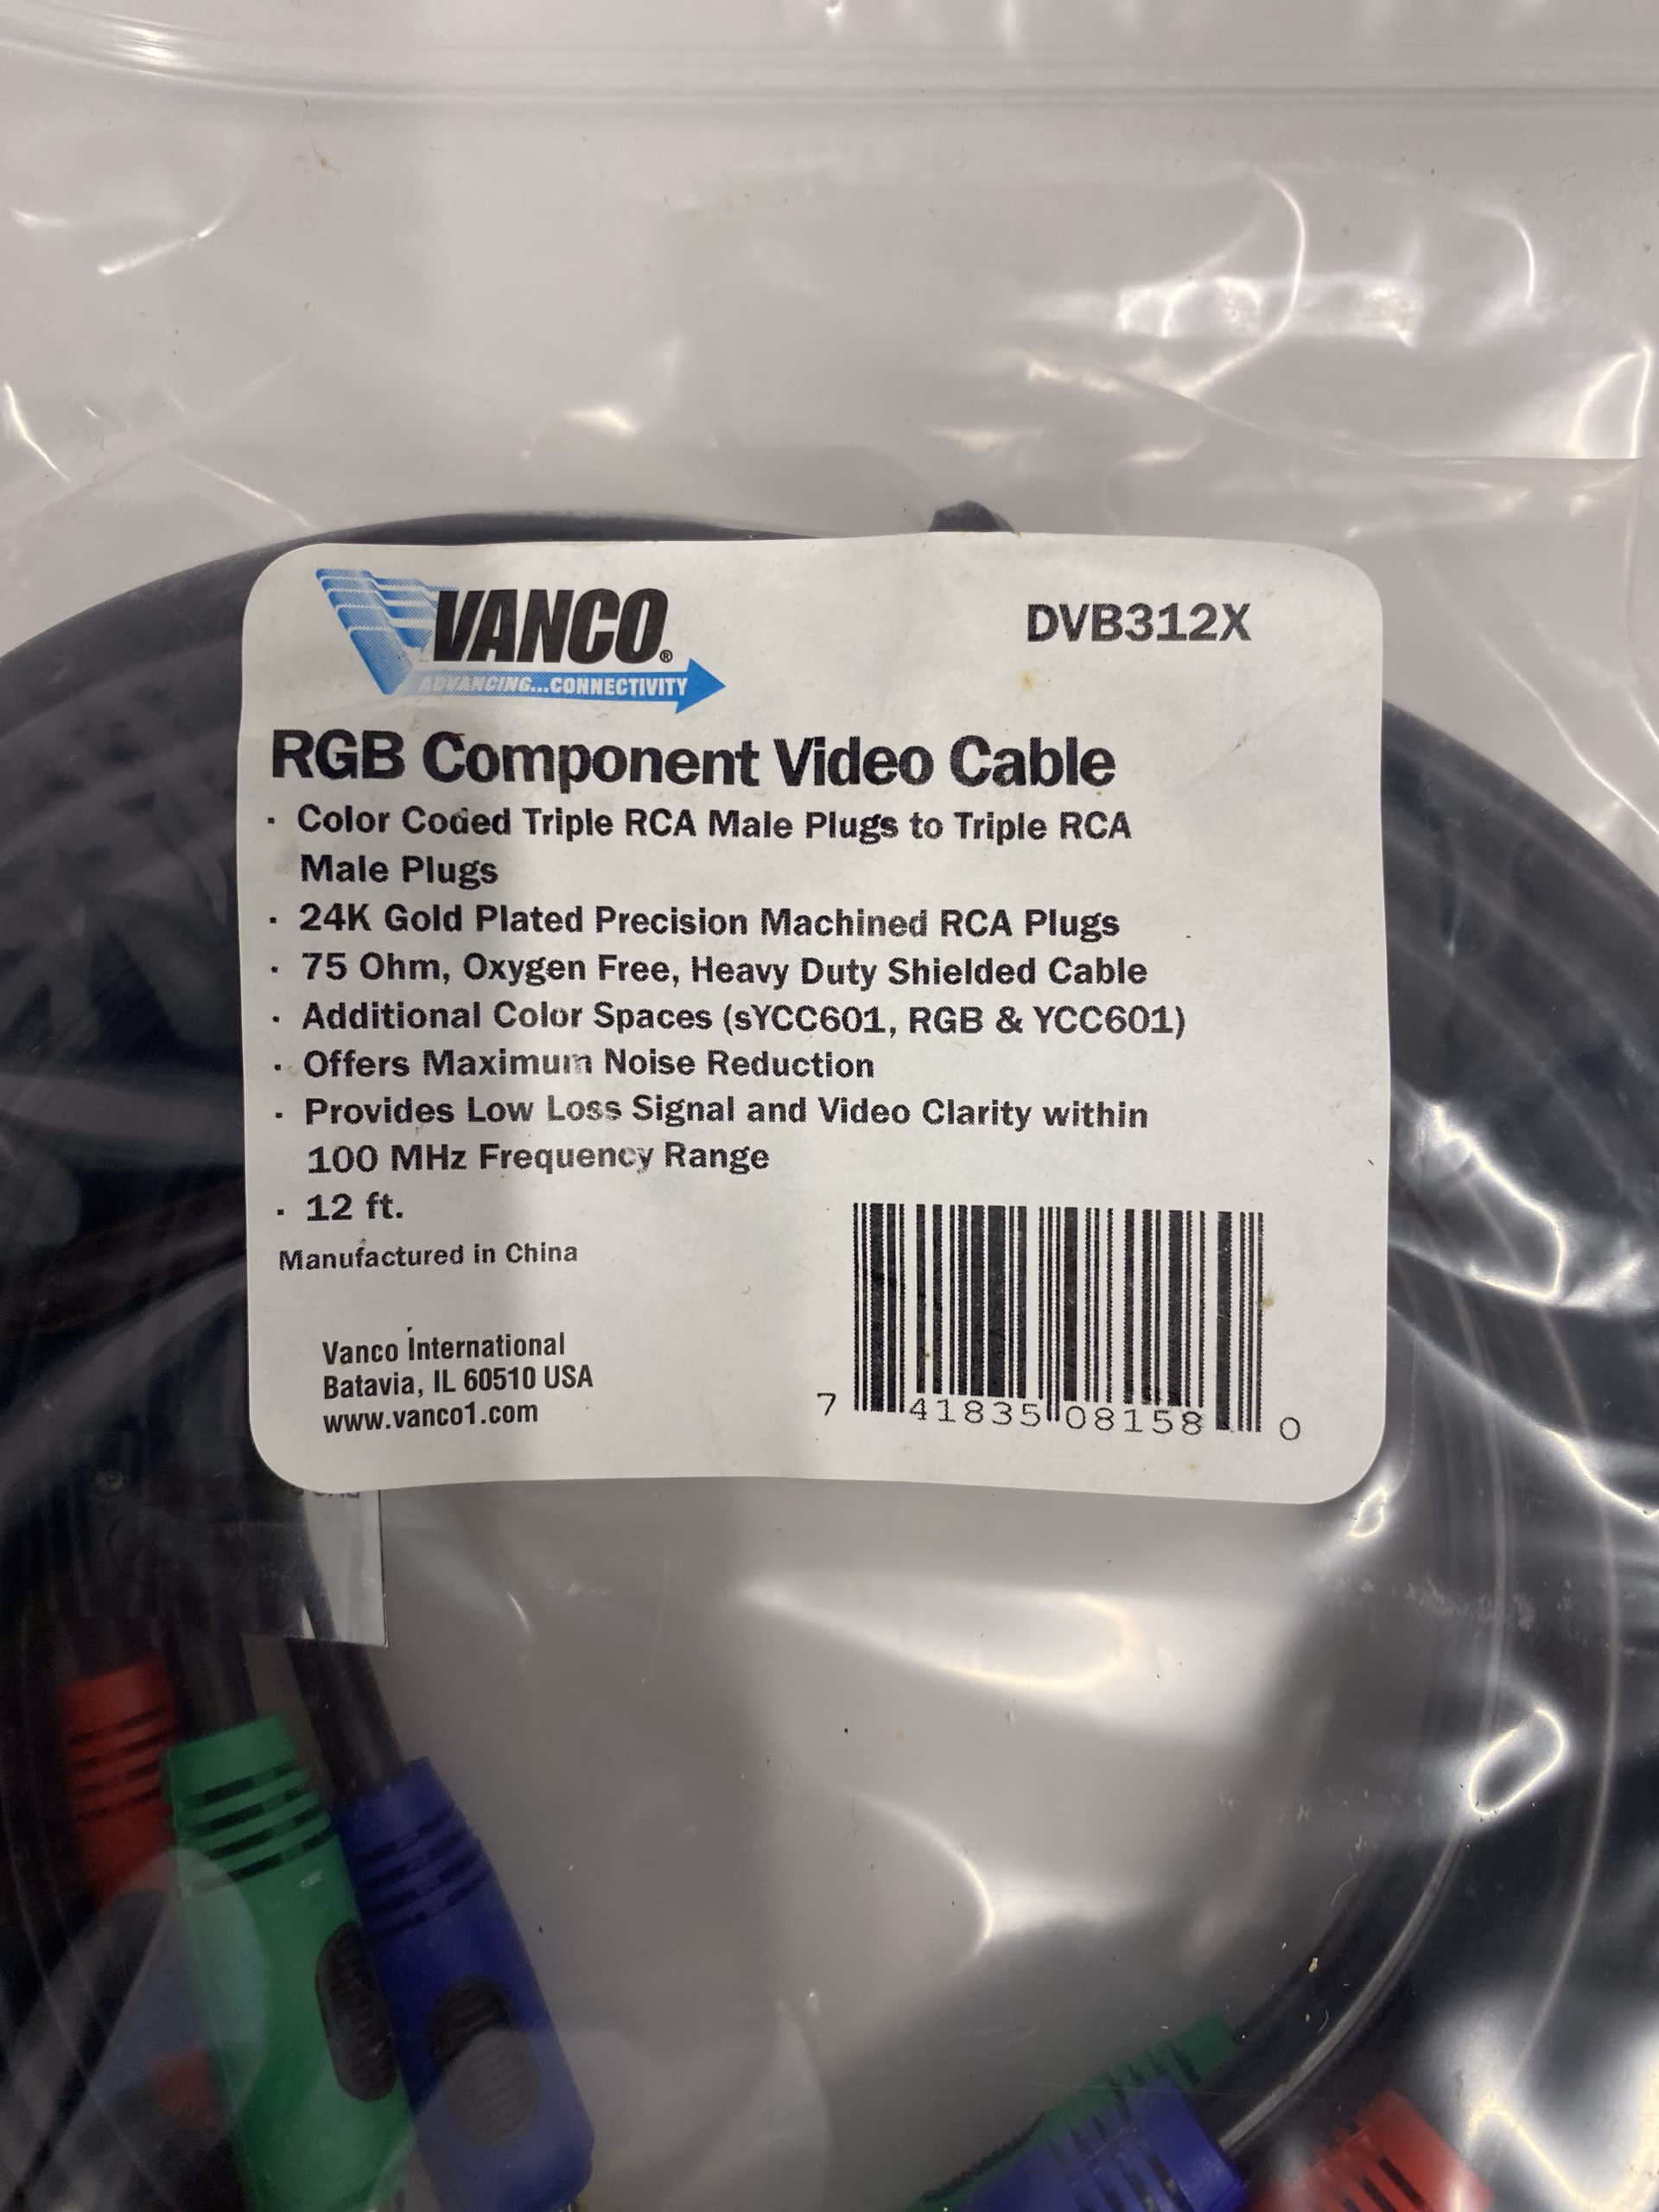 VANCO®
DVB312X
ADVANCING...CONNECTIVITY
RGB Component Video Cable
· Color Coded Triple RCA Male Plugs to Triple RCA
Male Plugs
· 24K Gold Plated Precision Machined RCA Plugs
· 75 Ohm, Oxygen Free, Heavy Duty Shielded Cable
· Additional Color Spaces (sYCC601, RGB & YCC601)
· Offers Maximum Noise Reduction
· Provides Low Loss Signal and Video Clarity within
100 MHz Frequency Range
· 12 ft.
Manufactured in China
Vanco International
Batavia, IL 60510 USA
www.vanco1.com
7 41835 08158 0